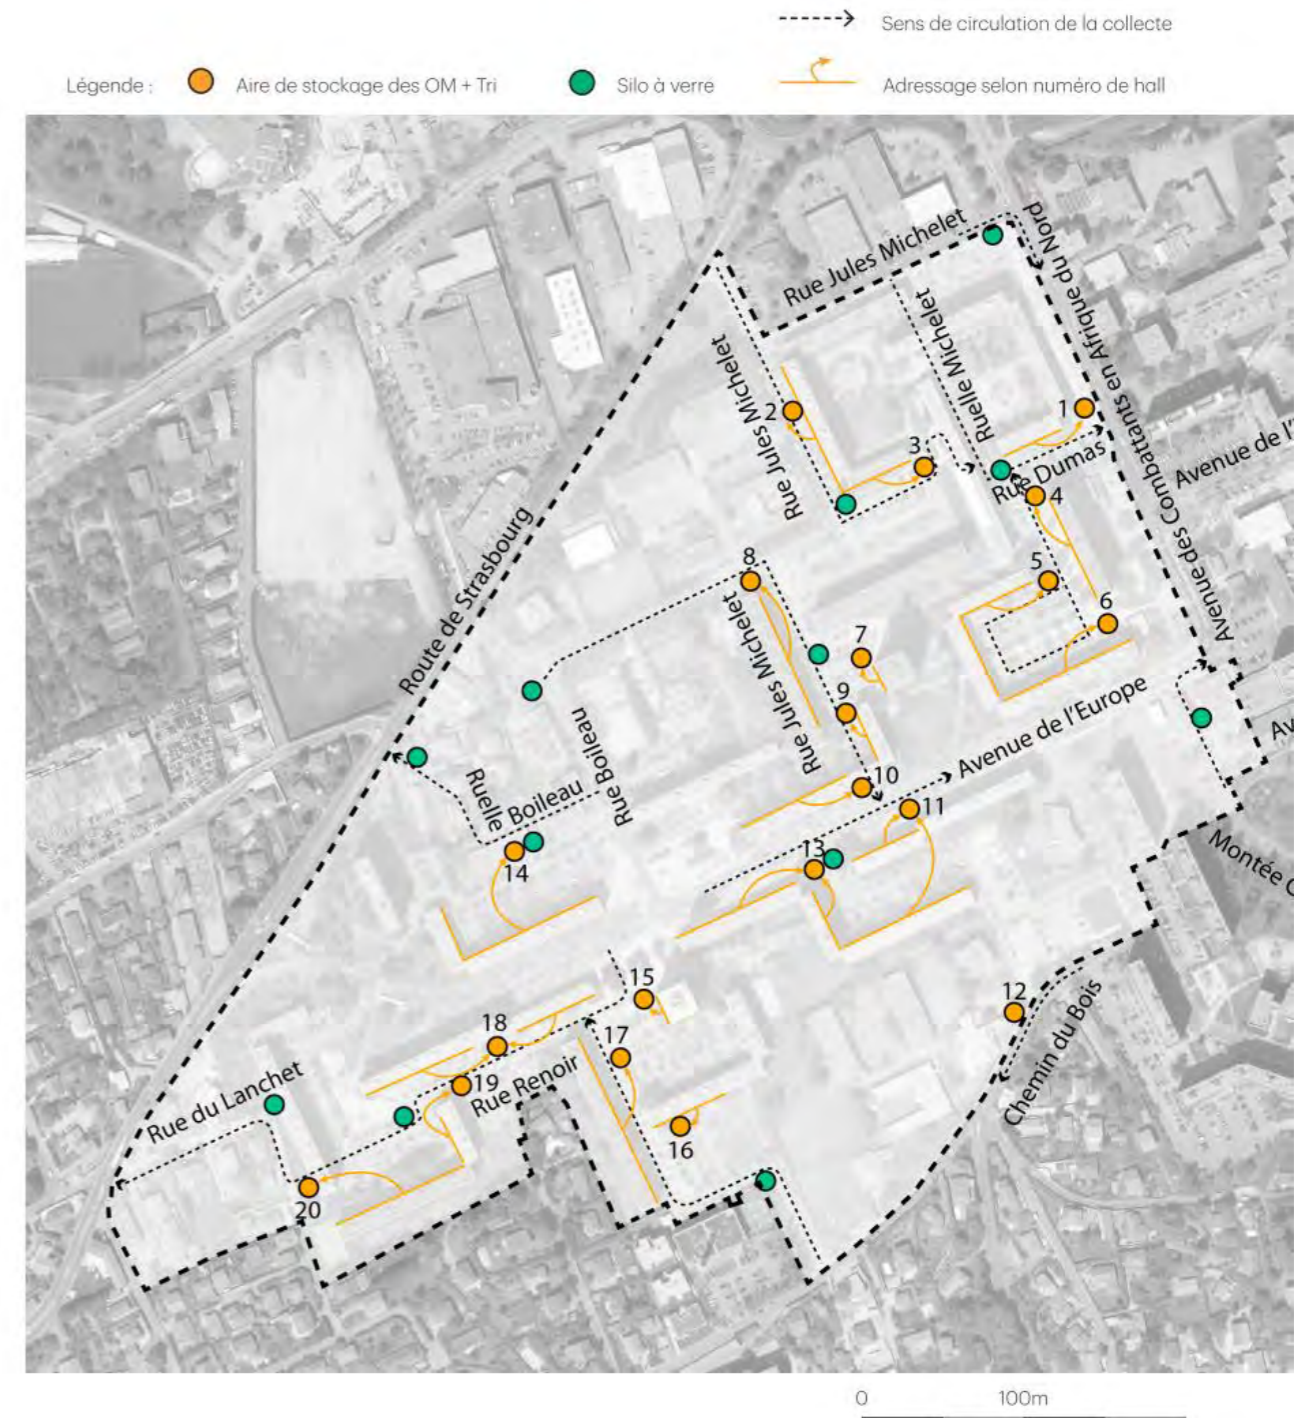 Sens de circulation de la collecte
Légende :
Aire de stockage des OM + Tri
Silo à verre
Adressage selon numéro de hall
Rue Jules Michelet
Avenue des Combattants en Afrique du Nord
Ruelle Michelet
Rue Jules Michelet
2
1
3
Rue Dumas
Avenue de l'
4
Route de Strasbourg
8
5
6
7
Rue Jules Michelet
9
Avenue de l'Europe
Av
Rue Boileau
Ruelle Boileau
10
11
13
14
Montée
15
12
Chemin du Bois
18
17
19
Rue Renoir
Rue du Lanchet
16
20
0
100m